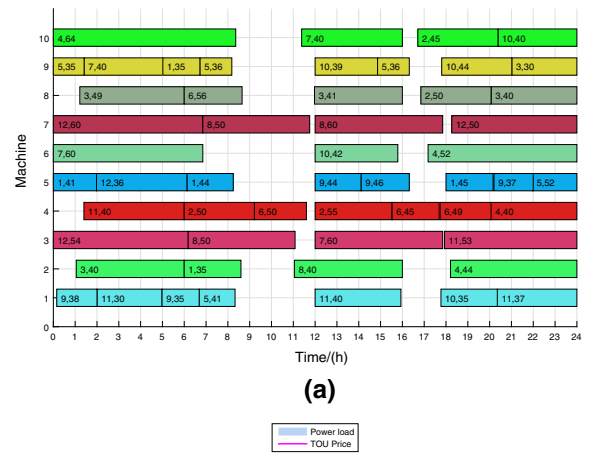 10 4,64 7,40 2,45 10,40
9 5,35 7,40 1,35 5,36 10,39 5,36 10,44 3,30
8 3,49 6,56 3,41 2,50 3,40
7 12,60 8,50 8,60 12,50
6 7,60 10,42 4,52
5 1,41 12,36 1,44 9,44 9,46 1,45 9,37 5,52
4 11,40 2,50 6,50 2,55 6,45 6,49 4,40
3 12,54 8,50 7,60 11,53
2 3,40 1,35 8,40 4,44
1 9,38 11,30 9,35 5,41 11,40 10,35 11,37
0
Machine
0 1 2 3 4 5 6 7 8 9 10 11 12 13 14 15 16 17 18 19 20 21 22 23 24
Time/(h)
(a)
Power load
TOU Price